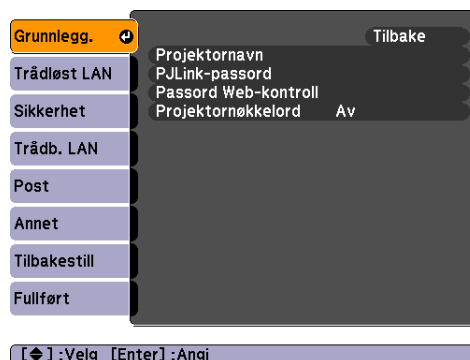 Grunnlegg.
Tilbake
Projektornavn
Trådløst LAN
PJLink-passord
Passord Web-kontroll
Sikkerhet
Projektornøkkelord Av
Trådb. LAN
Post
Annet
Tilbakestill
Fullført
[◆] :Velg [Enter] :Angi